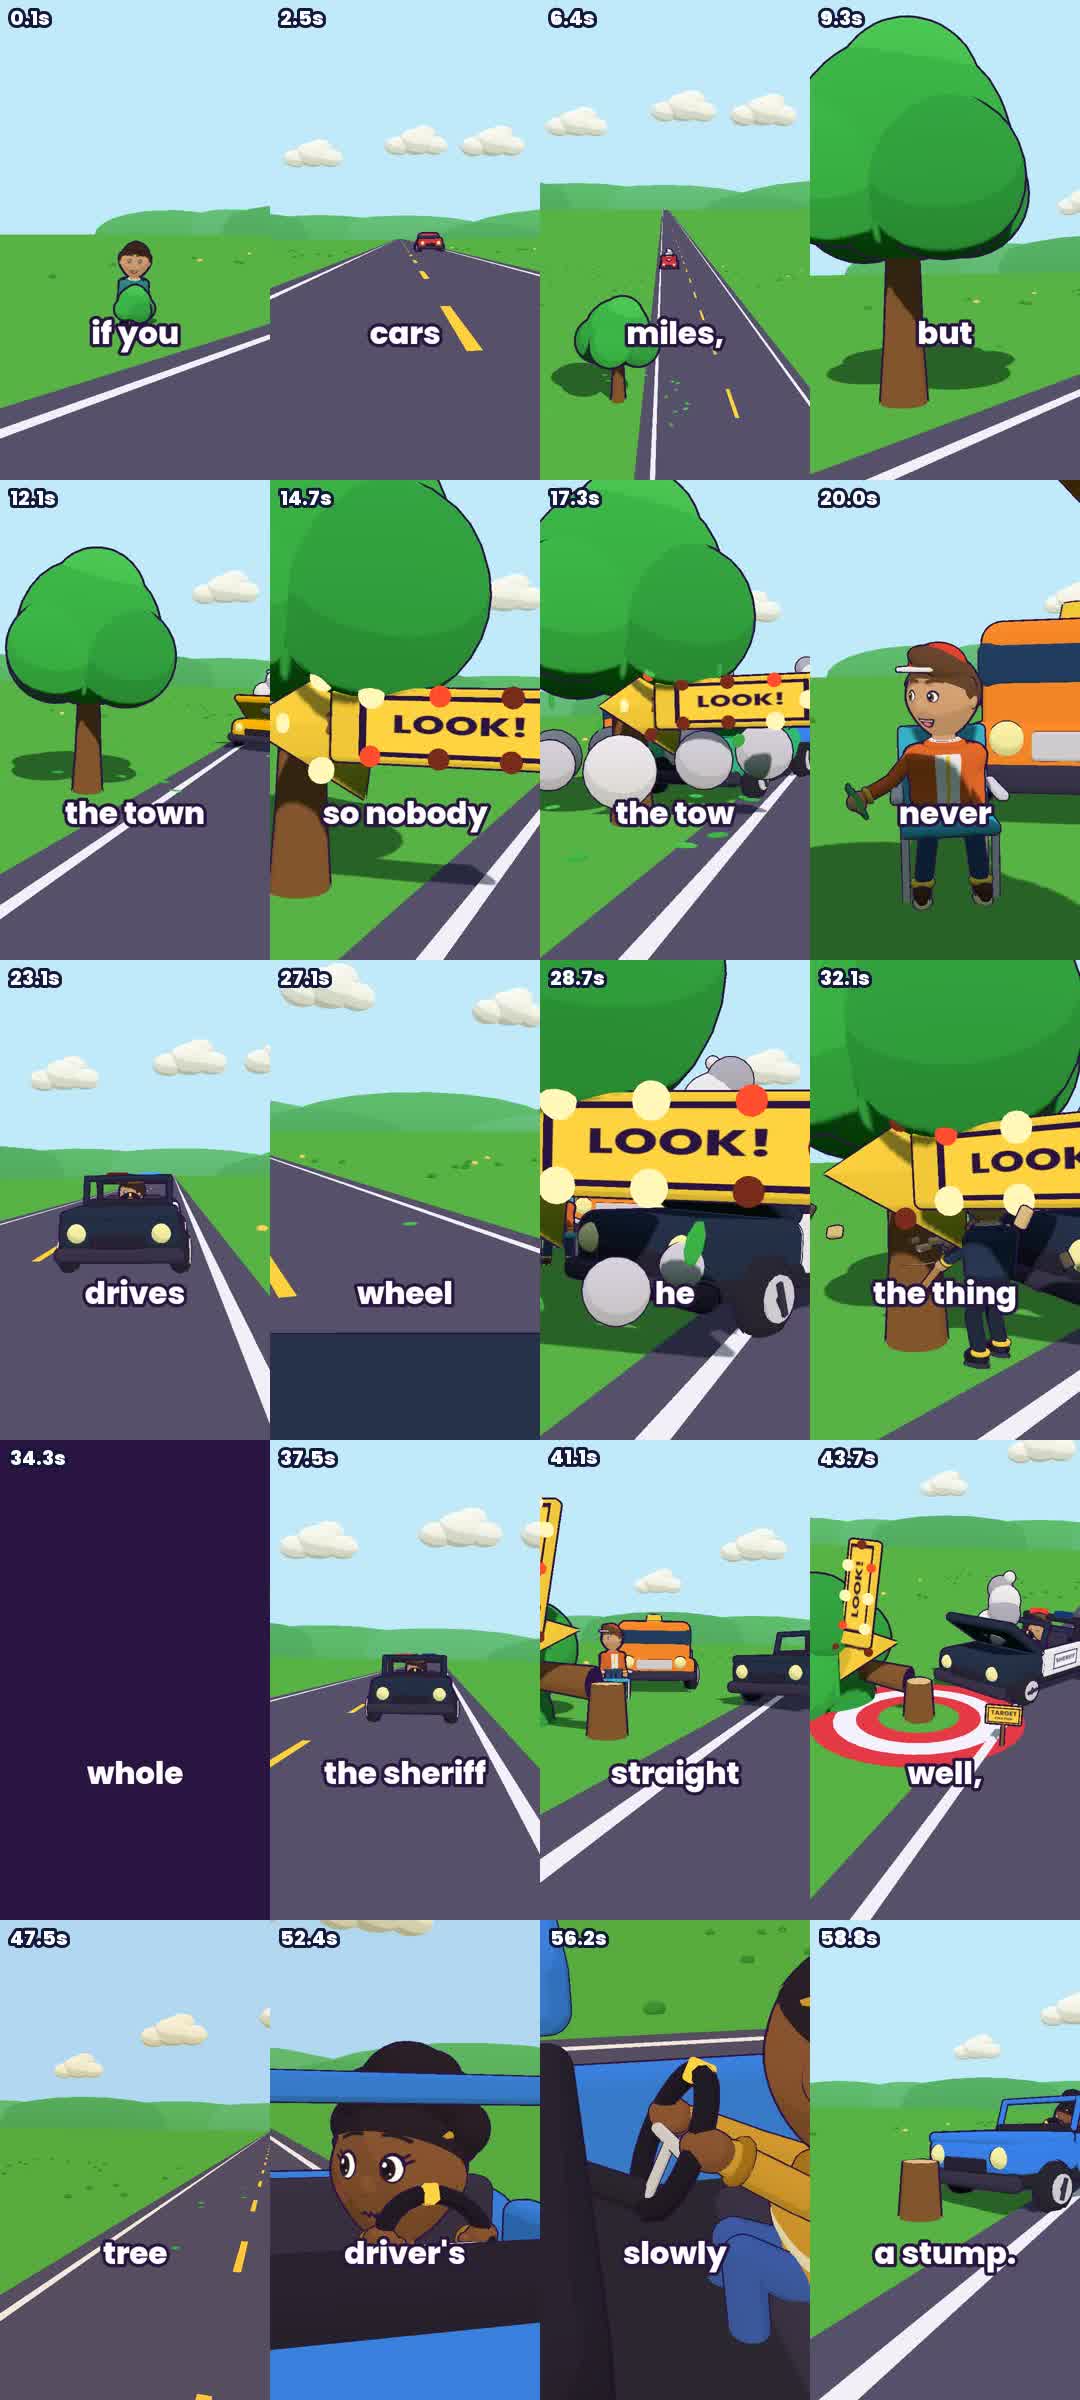 0.1s
if you
2.5s
cars
6.4s
miles,
9.3s
but
12.1s
the town
14.7s
LOOK!
so nobody
17.3s
LOOK!
the tow
20.0s
never
23.1s
drives
27.1s
wheel
28.7s
LOOK!
he
32.1s
LOOK
the thing
34.3s
whole
37.5s
the sheriff
41.1s
straight
43.7s
LOOK!
SHERIFF
TARGET
well,
47.5s
tree
52.4s
driver's
56.2s
slowly
58.8s
a stump.